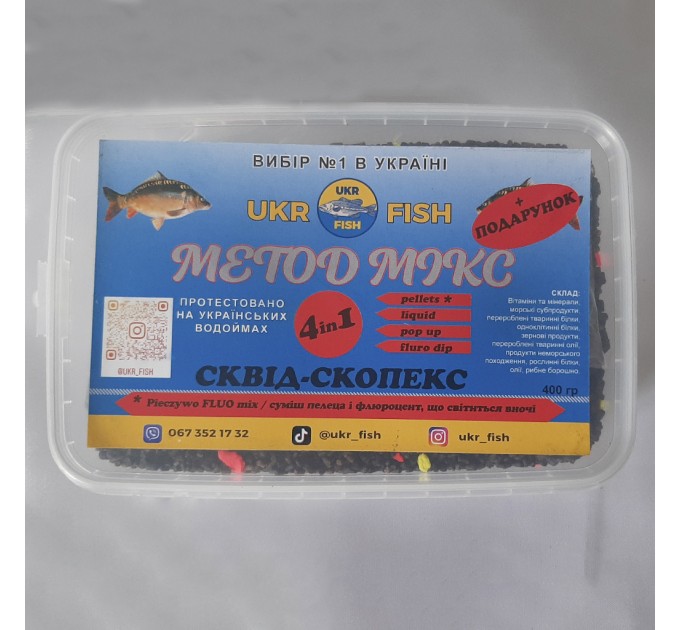 ВИБІР №1 В УКРАЇНІ
UKR
UKR
FISH
FISH
+
ПОДАРУНОК
МЕТОД МІКС
ПРОТЕСТОВАНО
НА УКРАЇНСЬКИХ
ВОДОЙМАХ
4in1
pellets *
liquid
pop up
fluro dip
СКЛАД:
Вітаміни та мінерали,
морські субпродукти,
перероблені тваринні білки,
одноклітинні білки,
зернові продукти,
перероблені тваринні олії,
продукти неморського
походження, рослинні білки,
олії, рибне борошно.
400 гр
@UKR_FISH
СКВІД-СКОПЕКС
* Pieczywo FLUO mix / суміш пелеца і флюроцент, що світиться вночі
067 352 17 32
@ukr_fish
ukr_fish